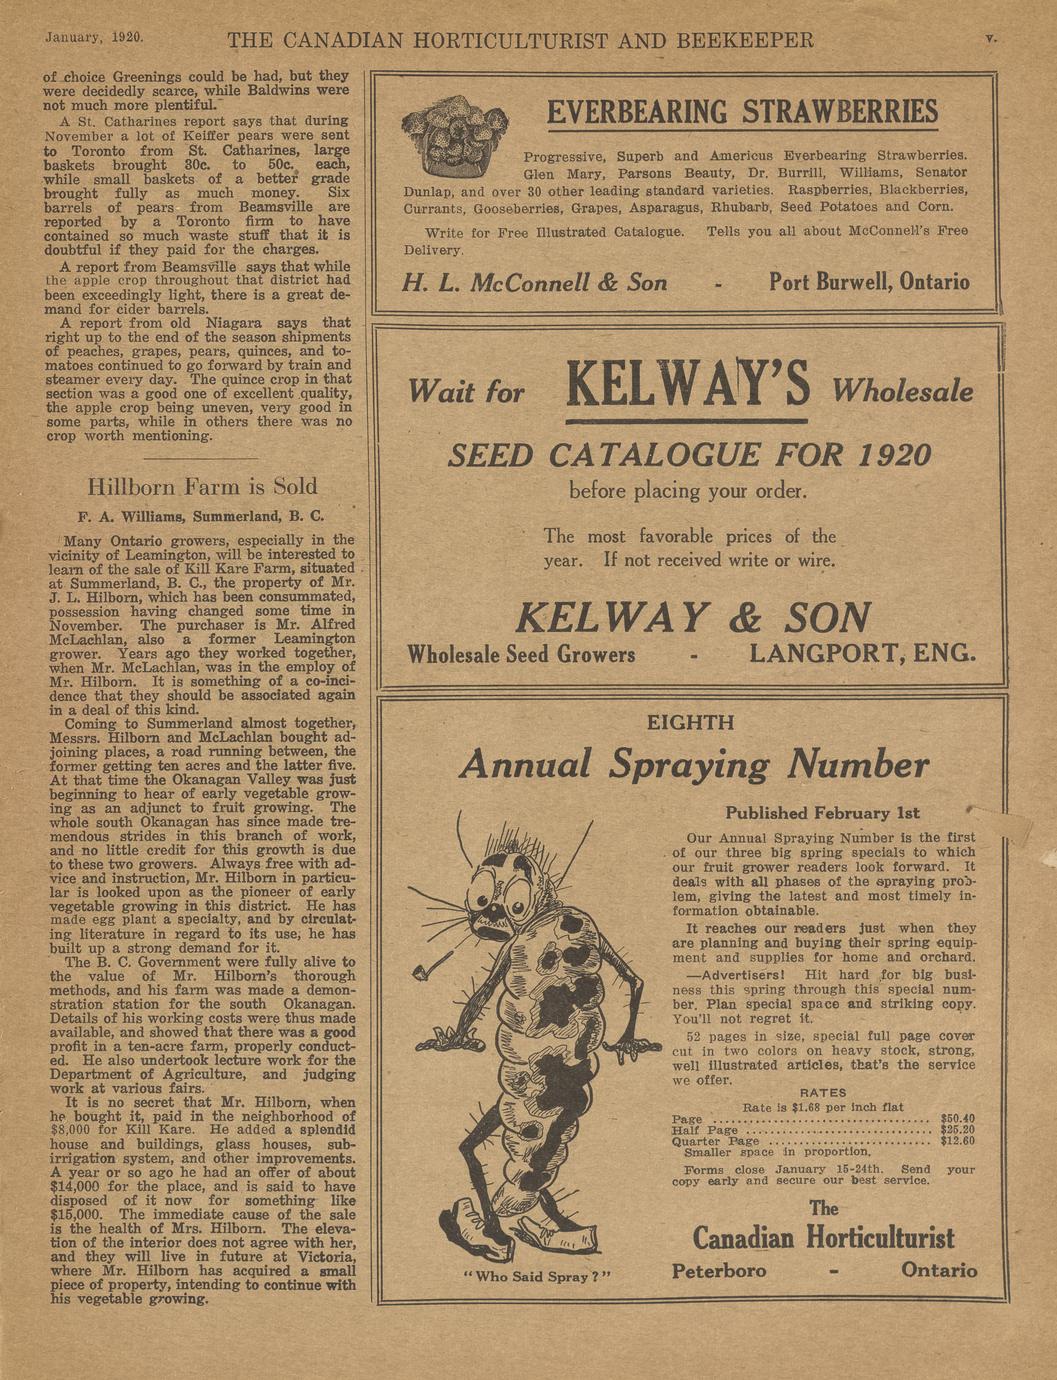 January, 1920.
THE CANADIAN HORTICULTURIST AND BEEKEEPER
v.
of choice Greenings could be had, but they
were decidedly scarce, while Baldwins were
not much more plentiful.
A St. Catharines report says that during
November a lot of Keiffer pears were sent
to Toronto from St. Catharines, large
baskets brought 30c. to 50c. each,
while small baskets of a better grade
brought fully as much money. Six
barrels of pears from Beamsville are
reported by a Toronto firm to have
contained so much waste stuff that it is
doubtful if they paid for the charges.
A report from Beamsville says that while
the apple crop throughout that district had
been exceedingly light, there is a great de-
mand for cider barrels.
A report from old Niagara says that
right up to the end of the season shipments
of peaches, grapes, pears, quinces, and to-
matoes continued to go forward by train and
steamer every day. The quince crop in that
section was a good one of excellent quality,
the apple crop being uneven, very good in
some parts, while in others there was no
crop worth mentioning.
Hillborn Farm is Sold
F. A. Williams, Summerland, B. C.
Many Ontario growers, especially in the
vicinity of Leamington, will be interested to
learn of the sale of Kill Kare Farm, situated
at Summerland, B. C., the property of Mr.
J. L. Hilborn, which has been consummated,
possession having changed some time in
November. The purchaser is Mr. Alfred
McLachlan, also a former Leamington
grower. Years ago they worked together,
when Mr. McLachlan, was in the employ of
Mr. Hilborn. It is something of a co-inci-
dence that they should be associated again
in a deal of this kind.
Coming to Summerland almost together,
Messrs. Hilborn and McLachlan bought ad-
joining places, a road running between, the
former getting ten acres and the latter five.
At that time the Okanagan Valley was just
beginning to hear of early vegetable grow-
ing as an adjunct to fruit growing. The
whole south Okanagan has since made tre-
mendous strides in this branch of work,
and no little credit for this growth is due
to these two growers. Always free with ad-
vice and instruction, Mr. Hilborn in particu-
lar is looked upon as the pioneer of early
vegetable growing in this district. He has
made egg plant a specialty, and by circulat-
ing literature in regard to its use, he has
built up a strong demand for it.
The B. C. Government were fully alive to
the value of Mr. Hilborn's thorough
methods, and his farm was made a demon-
stration station for the south Okanagan.
Details of his working costs were thus made
available, and showed that there was a good
profit in a ten-acre farm, properly conduct-
ed. He also undertook lecture work for the
Department of Agriculture, and judging
work at various fairs.
It is no secret that Mr. Hilborn, when
he bought it, paid in the neighborhood of
$8,000 for Kill Kare. He added a splendid
house and buildings, glass houses, sub-
irrigation system, and other improvements.
A year or so ago he had an offer of about
$14,000 for the place, and is said to have
disposed of it now for something like
$15,000. The immediate cause of the sale
is the health of Mrs. Hilborn. The eleva-
tion of the interior does not agree with her,
and they will live in future at Victoria,
where Mr. Hilborn has acquired a small
piece of property, intending to continue with
his vegetable growing.
EVERBEARING STRAWBERRIES
Progressive, Superb and Americus Everbearing Strawberries.
Glen Mary, Parsons Beauty, Dr. Burrill, Williams, Senator
Dunlap, and over 30 other leading standard varieties. Raspberries, Blackberries,
Currants, Gooseberries, Grapes, Asparagus, Rhubarb, Seed Potatoes and Corn.
Write for Free Illustrated Catalogue. Tells you all about McConnell's Free
Delivery.
H. L. McConnell & Son - Port Burwell, Ontario
Wait for KELWAY'S Wholesale
SEED CATALOGUE FOR 1920
before placing your order.
The most favorable prices of the
year. If not received write or wire.
KELWAY & SON
Wholesale Seed Growers - LANGPORT, ENG.
EIGHTH
Annual Spraying Number
Published February 1st
Our Annual Spraying Number is the first
of our three big spring specials to which
our fruit grower readers look forward. It
deals with all phases of the spraying prob-
lem, giving the latest and most timely in-
formation obtainable.
It reaches our readers just when they
are planning and buying their spring equip-
ment and supplies for home and orchard.
—Advertisers! Hit hard for big busi-
ness this spring through this special num-
ber. Plan special space and striking copy.
You'll not regret it.
52 pages in size, special full page cover
cut in two colors on heavy stock, strong,
well illustrated articles, that's the service
we offer.
RATES
Rate is $1.68 per inch flat
Page ................................. $50.40
Half Page ............................ $25.20
Quarter Page ......................... $12.60
Smaller space in proportion.
Forms close January 15-24th. Send your
copy early and secure our best service.
The
Canadian Horticulturist
Peterboro - Ontario
"Who Said Spray?"